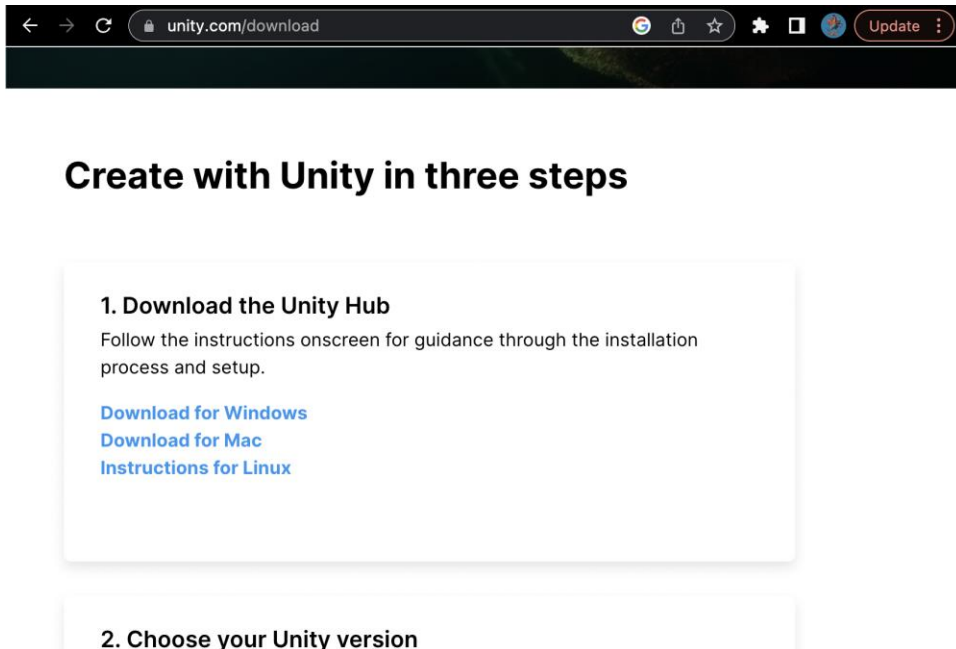 unity.com/download
Update
Create with Unity in three steps
1. Download the Unity Hub
Follow the instructions onscreen for guidance through the installation
process and setup.
Download for Windows
Download for Mac
Instructions for Linux
2. Choose your Unity version